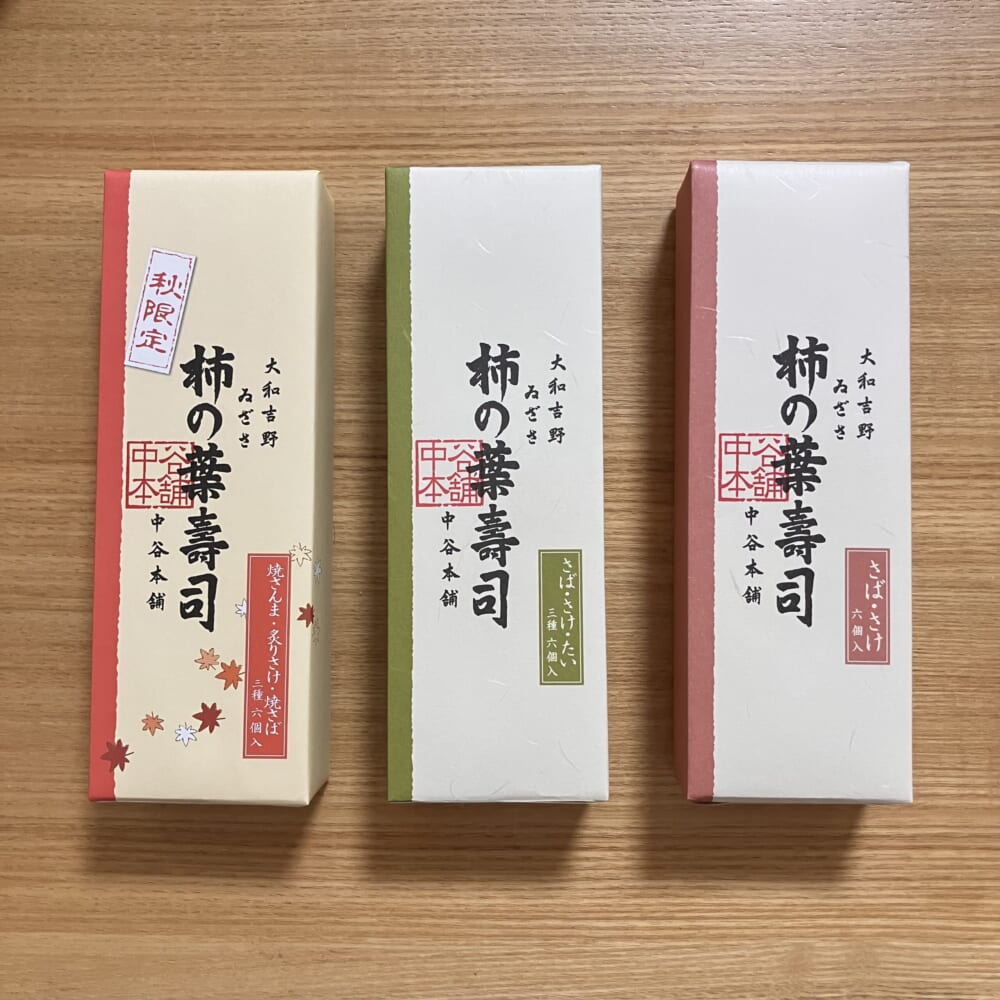 秋限定
大和吉野
ゐざさ
柿の葉壽司
中谷本舗
中谷
本舗
焼さんま・炙りさけ・焼さば
三種 六個入
大和吉野
ゐざさ
柿の葉壽司
中谷本舗
中谷
本舗
さば・さけ・たい
三種 六個入
大和吉野
ゐざさ
柿の葉壽司
中谷本舗
中谷
本舗
さば・さけ
六個入